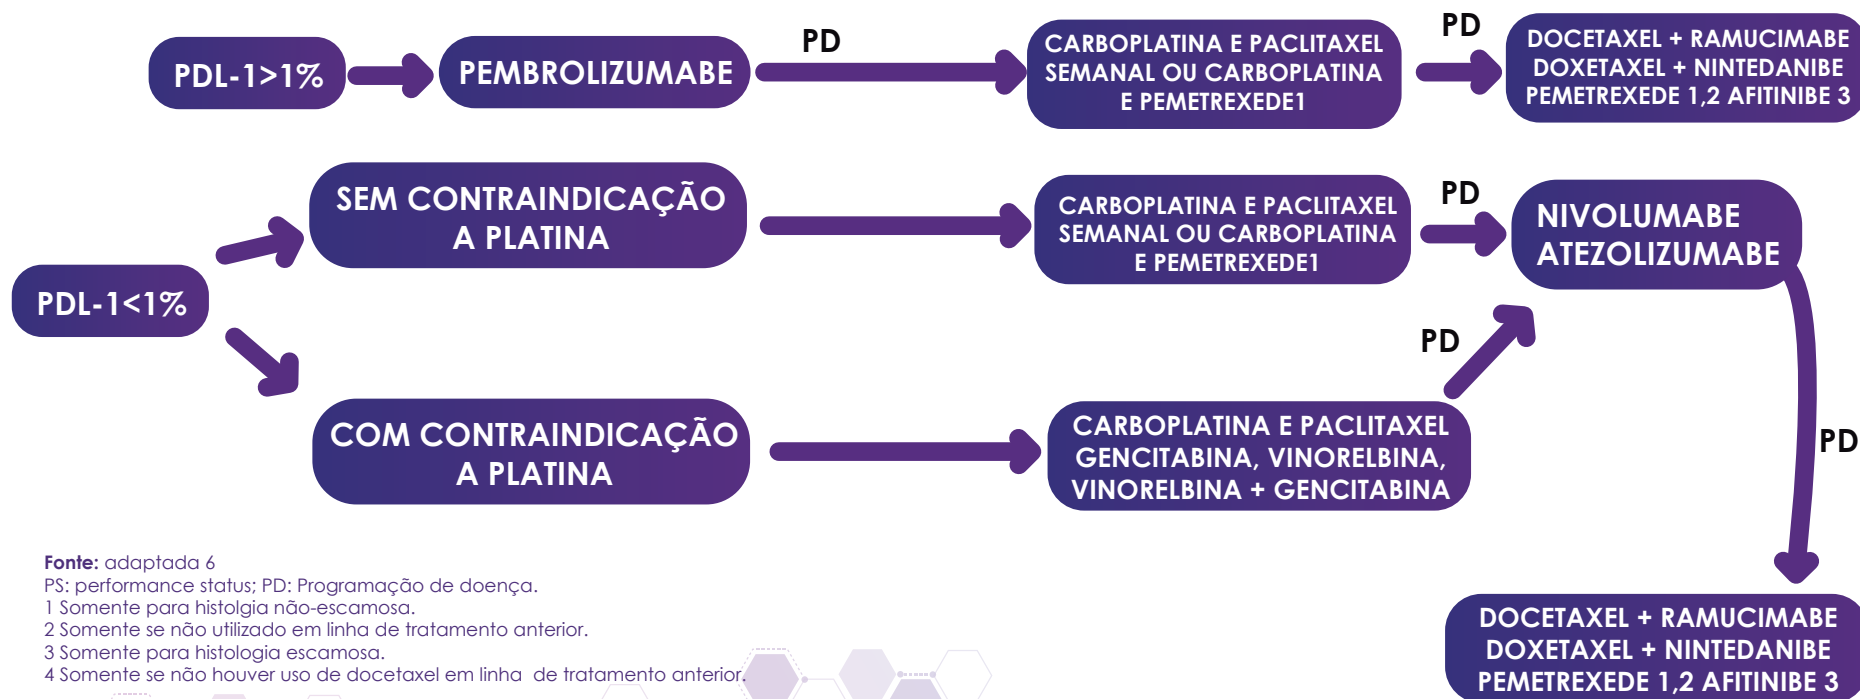 PDL-1>1%
PEMBROLIZUMABE
PD
CARBOPLATINA E PACLITAXEL
SEMANAL OU CARBOPLATINA
E PEMETREXEDE1
PD
DOCETAXEL + RAMUCIMABE
DOXETAXEL + NINTEDANIBE
PEMETREXEDE 1,2 AFITINIBE 3
PDL-1<1%
SEM CONTRAINDICAÇÃO
A PLATINA
CARBOPLATINA E PACLITAXEL
SEMANAL OU CARBOPLATINA
E PEMETREXEDE1
PD
NIVOLUMABE
ATEZOLIZUMABE
COM CONTRAINDICAÇÃO
A PLATINA
CARBOPLATINA E PACLITAXEL
GENCITABINA, VINORELBINA,
VINORELBINA + GENCITABINA
PD
PD
DOCETAXEL + RAMUCIMABE
DOXETAXEL + NINTEDANIBE
PEMETREXEDE 1,2 AFITINIBE 3
Fonte: adaptada 6
PS: performance status; PD: Programação de doença.
1 Somente para histolgia não-escamosa.
2 Somente se não utilizado em linha de tratamento anterior.
3 Somente para histologia escamosa.
4 Somente se não houver uso de docetaxel em linha de tratamento anterior.